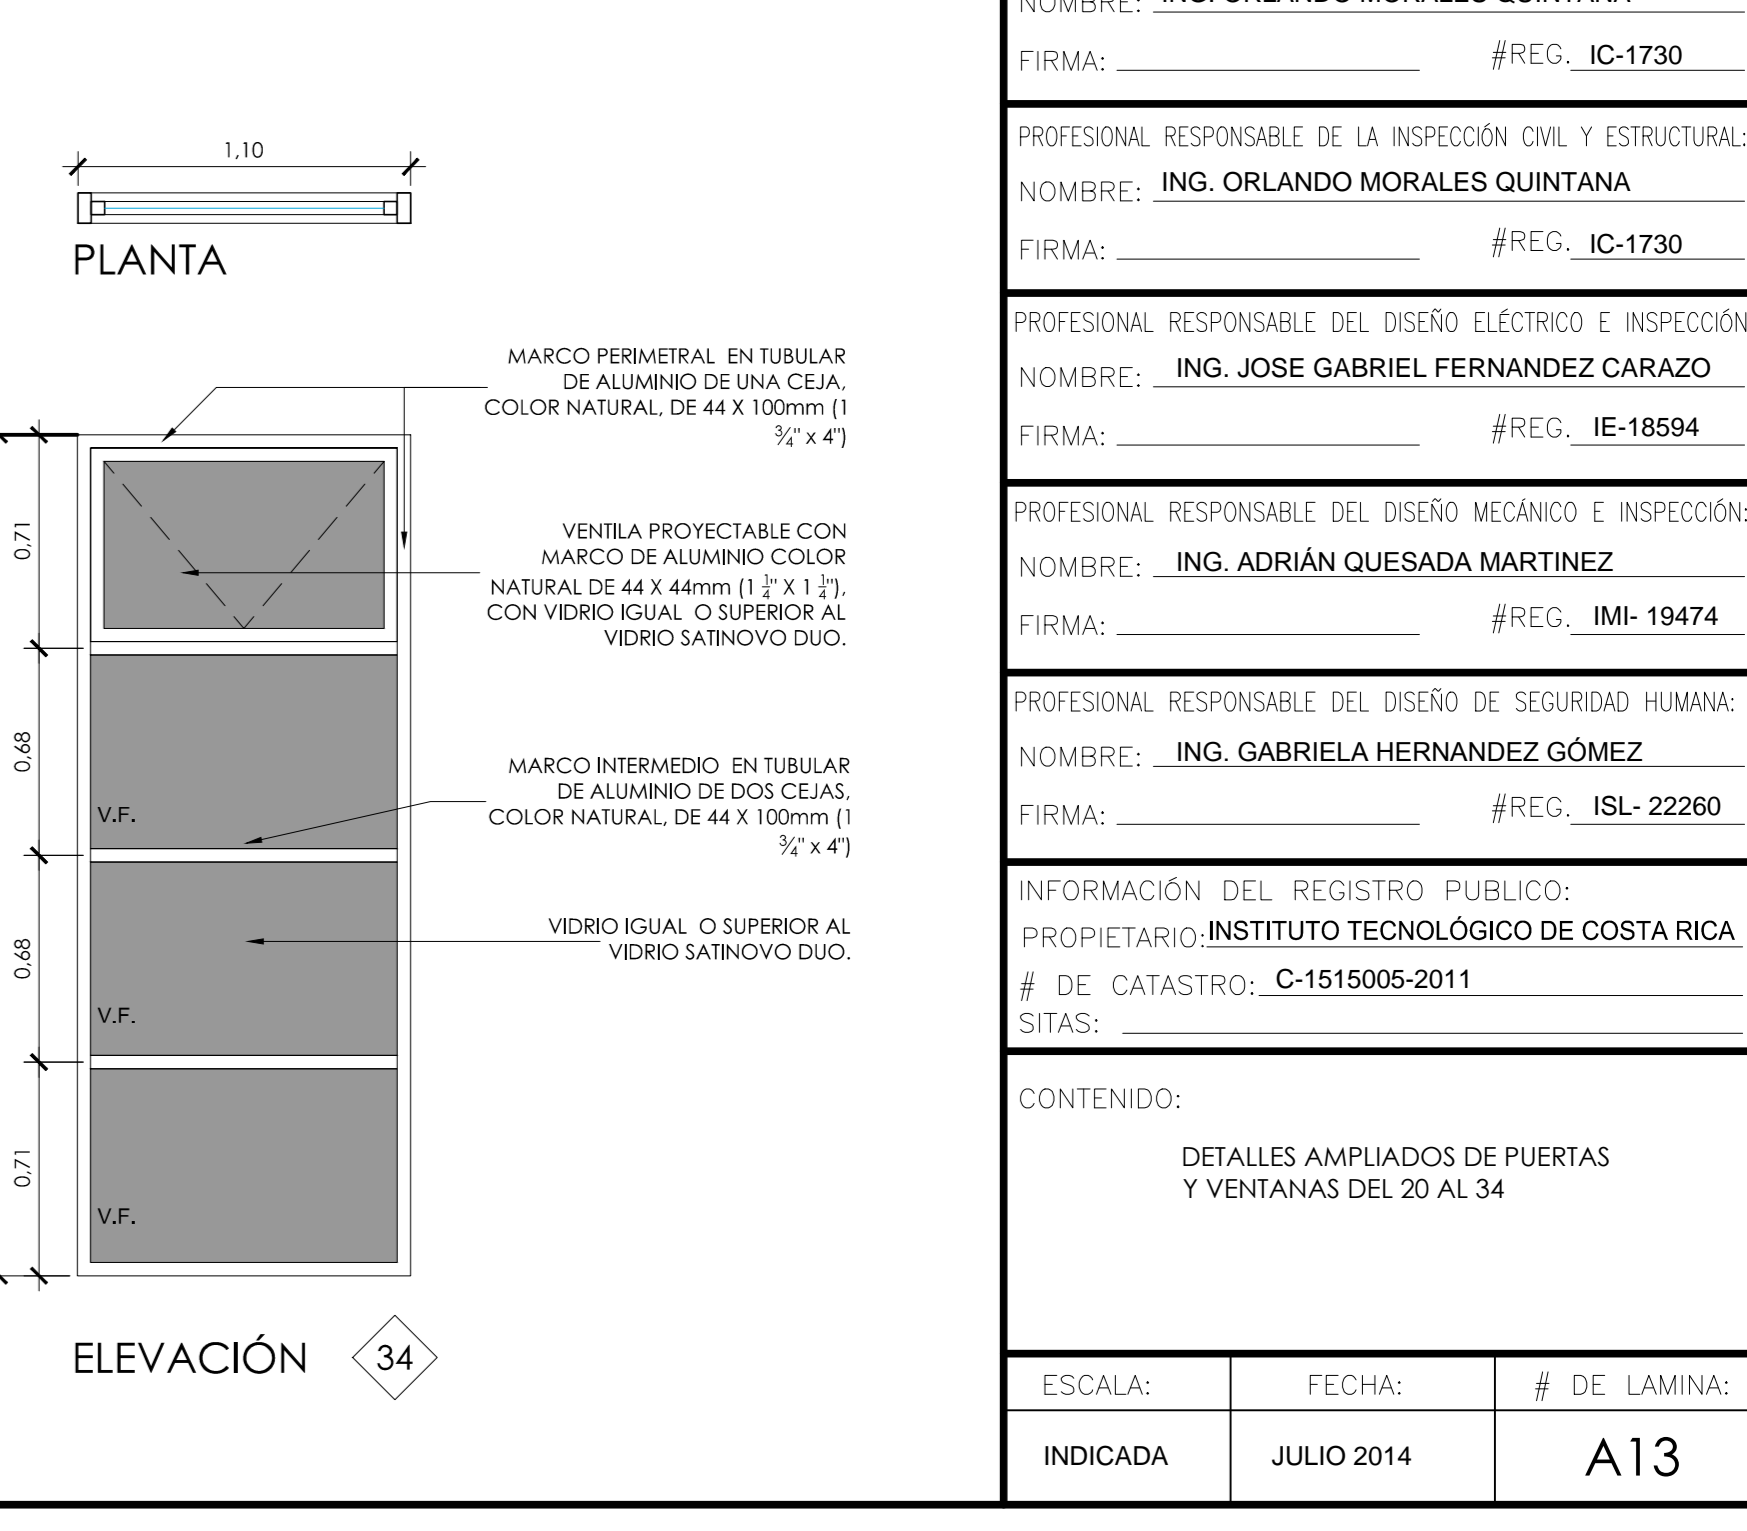 1,10
PLANTA
MARCO PERIMETRAL EN TUBULAR
DE ALUMINIO DE UNA CEJA,
COLOR NATURAL, DE 44 X 100mm (1
¾" x 4")
0,71
VENTILA PROYECTABLE CON
MARCO DE ALUMINIO COLOR
NATURAL DE 44 X 44mm (1 ¼" X 1 ¼"),
CON VIDRIO IGUAL O SUPERIOR AL
VIDRIO SATINOVO DUO.
0,68
V.F.
MARCO INTERMEDIO EN TUBULAR
DE ALUMINIO DE DOS CEJAS,
COLOR NATURAL, DE 44 X 100mm (1
¾" x 4")
0,68
V.F.
VIDRIO IGUAL O SUPERIOR AL
VIDRIO SATINOVO DUO.
0,71
V.F.
ELEVACIÓN 34
NOMBRE: ING. ORLANDO MORALES QUINTANA
FIRMA: #REG. IC-1730
PROFESIONAL RESPONSABLE DE LA INSPECCIÓN CIVIL Y ESTRUCTURAL:
NOMBRE: ING. ORLANDO MORALES QUINTANA
FIRMA: #REG. IC-1730
PROFESIONAL RESPONSABLE DEL DISEÑO ELÉCTRICO E INSPECCIÓN
NOMBRE: ING. JOSE GABRIEL FERNANDEZ CARAZO
FIRMA: #REG. IE-18594
PROFESIONAL RESPONSABLE DEL DISEÑO MECÁNICO E INSPECCIÓN:
NOMBRE: ING. ADRIÁN QUESADA MARTINEZ
FIRMA: #REG. IMI- 19474
PROFESIONAL RESPONSABLE DEL DISEÑO DE SEGURIDAD HUMANA:
NOMBRE: ING. GABRIELA HERNANDEZ GÓMEZ
FIRMA: #REG. ISL- 22260
INFORMACIÓN DEL REGISTRO PUBLICO:
PROPIETARIO: INSTITUTO TECNOLÓGICO DE COSTA RICA
# DE CATASTRO: C-1515005-2011
SITAS:
CONTENIDO:
DETALLES AMPLIADOS DE PUERTAS
Y VENTANAS DEL 20 AL 34
ESCALA: FECHA: # DE LAMINA:
INDICADA JULIO 2014 A13